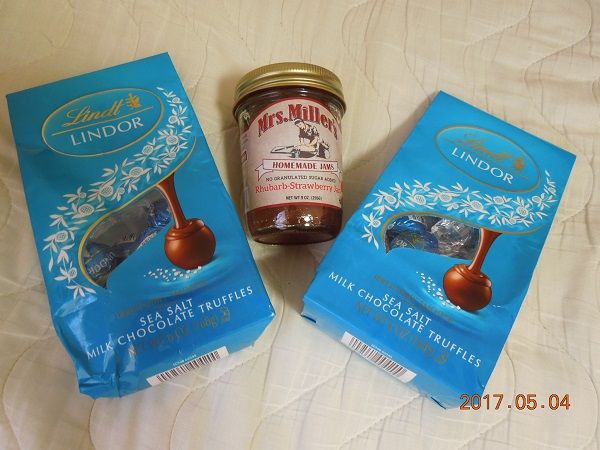 Lindt
LINDOR
SEA SALT
MILK CHOCOLATE TRUFFLES
Mrs. Miller's
HOMEMADE JAMS
NO GRANULATED SUGAR ADDED
Rhubarb-Strawberry
NET WT 9 OZ.
Lindt
LINDOR
SEA SALT
MILK CHOCOLATE TRUFFLES
2017.05.04